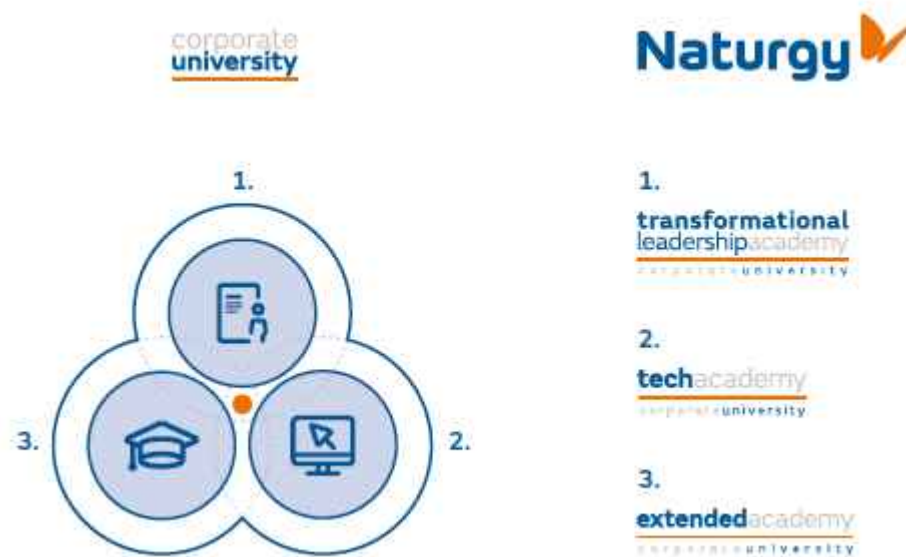 corporate
university
Naturgy
1.
3.
2.
1.
transformational
leadershipacademy
corporateuniversity
2.
techacademy
corporateuniversity
3.
extendedacademy
corporateuniversity